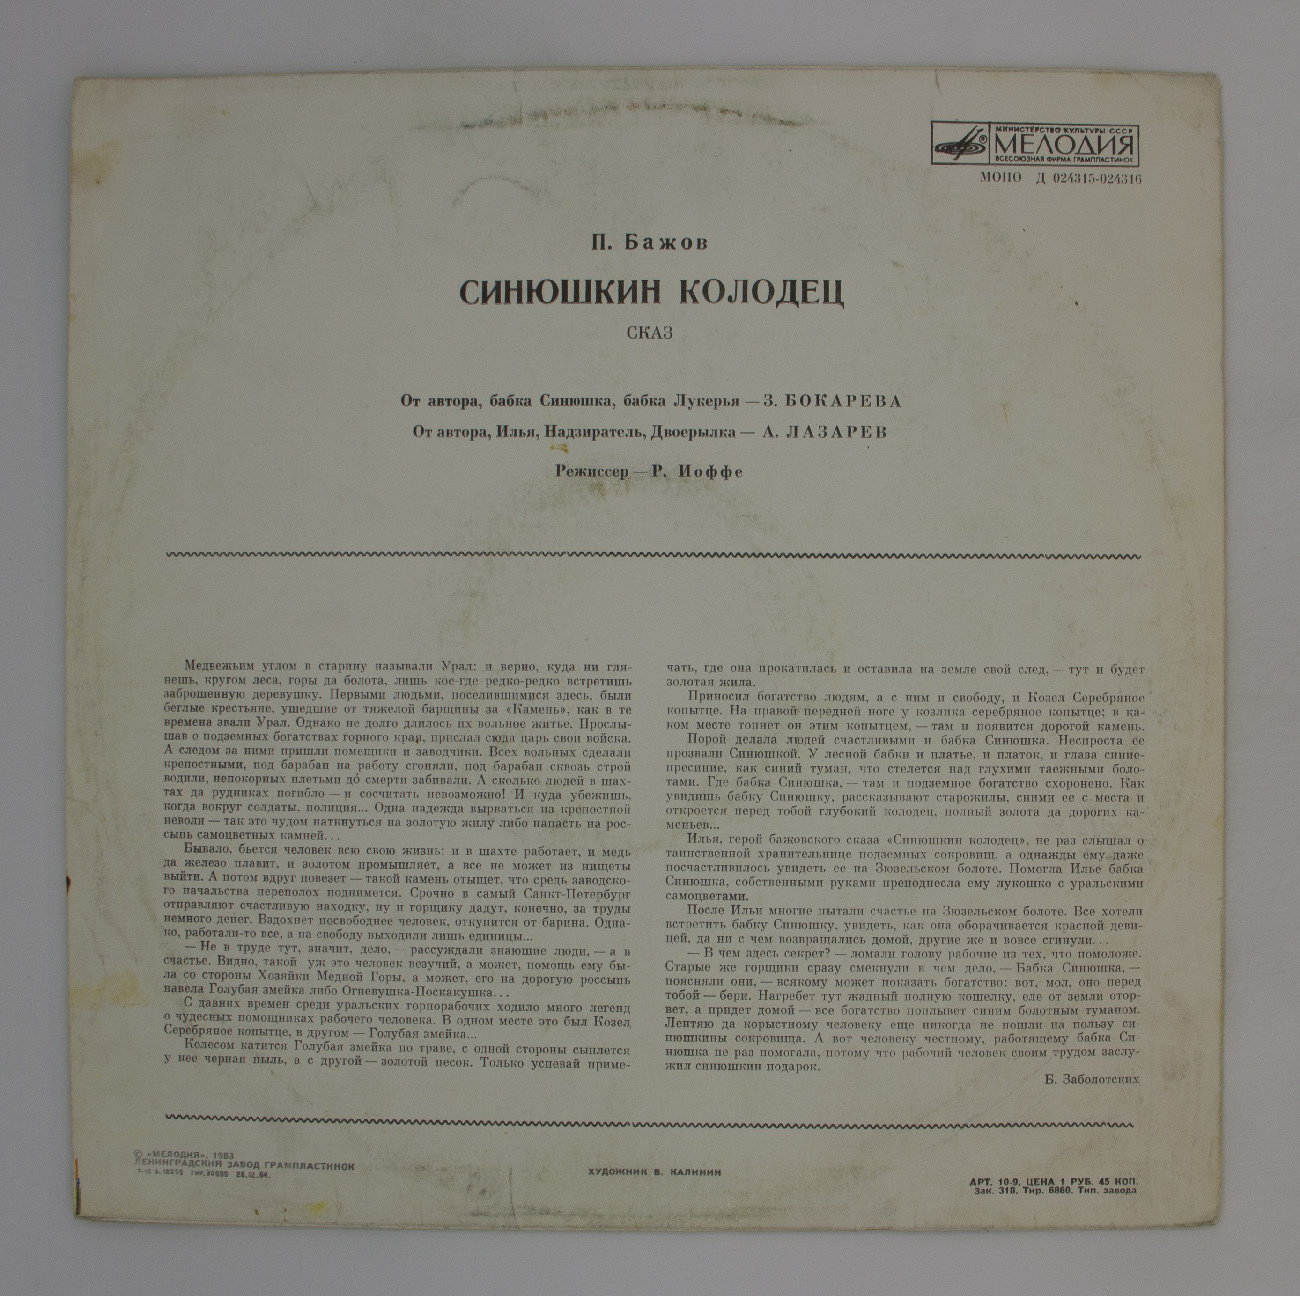 МИНИСТЕРСТВО КУЛЬТУРЫ СССР
МЕЛОДИЯ
ВСЕСОЮЗНАЯ ФИРМА ГРАМПЛАСТИНОК
МОНО Д 024315-024316
П. Бажов
СИНЮШКИН КОЛОДЕЦ
СКАЗ
От автора, бабка Синюшка, бабка Лукерья — З. БОКАРЕВА
От автора, Илья, Надзиратель, Двоерылка — А. ЛАЗАРЕВ
Режиссер — Р. Иоффе
Медвежьим углом в старину называли Урал: и верно, куда ни гля-
нешь, кругом леса, горы да болота, лишь кое-где редко-редко встретишь
заброшенную деревушку. Первыми людьми, поселившимися здесь, были
беглые крестьяне, ушедшие от тяжелой барщины за «Камень», как в те
времена звали Урал. Однако не долго длилось их вольное житье. Прослы-
шав о подземных богатствах горного края, прислал сюда царь свои войска.
А следом за ними пришли помещики и заводчики. Всех вольных сделали
крепостными, под барабан на работу сгоняли, под барабан сквозь строй
водили, непокорных плетьми до смерти забивали. А сколько людей в шах-
тах да рудниках погибло — и сосчитать невозможно! И куда убежишь,
когда вокруг солдаты, полиция... Одна надежда вырваться из крепостной
неволи — так это чудом наткнуться на золотую жилу либо напасть на рос-
сыпь самоцветных камней...
Бывало, бьется человек всю свою жизнь: и в шахте работает, и медь
да железо плавит, и золотом промышляет, а все не может из нищеты
выйти. А потом вдруг повезет — такой камень отыщет, что средь заводско-
го начальства переполох поднимется. Срочно в самый Санкт-Петербург
отправляют счастливую находку, ну и горщику дадут, конечно, за труды
немного денег. Вздохнет посвободнее человек, откупится от барина. Одна-
ко, работали-то все, а на свободу выходили лишь единицы...
— Не в труде тут, значит, дело, — рассуждали знающие люди, — а в
счастье. Видно, такой уж это человек везучий, а может, помощь ему бы-
ла со стороны Хозяйки Медной Горы, а может, его на дорогую россыпь
навела Голубая змейка либо Огневушка-Поскакушка...
С давних времен среди уральских горнорабочих ходило много легенд
о чудесных помощниках рабочего человека. В одном месте это был Козел
Серебряное копытце, в другом — Голубая змейка...
Колесом катится Голубая змейка по траве, с одной стороны сыплется
у нее черная пыль, а с другой — золотой песок. Только успевай приме-
чать, где она прокатилась и оставила на земле свой след, — тут и будет
золотая жила.
Приносил богатство людям, а с ним и свободу, и Козел Серебряное
копытце. На правой передней ноге у козлика серебряное копытце; в ка-
ком месте топнет он этим копытцем, — там и появится дорогой камень.
Порой делала людей счастливыми и бабка Синюшка. Неспроста ее
прозвали Синюшкой. У лесной бабки и платье, и платок, и глаза синие-
пресиние, как синий туман, что стелется над глухими таежными боло-
тами. Где бабка Синюшка, — там и подземное богатство схоронено. Как
увидишь бабку Синюшку, рассказывают старожилы, сними ее с места и
откроется перед тобой глубокий колодец, полный золота да дорогих ка-
меньев...
Илья, герой бажовского сказа «Синюшкин колодец», не раз слышал о
таинственной хранительнице подземных сокровищ, а однажды ему даже
посчастливилось увидеть ее на Зюзельском болоте. Помогла Илье бабка
Синюшка, собственными руками преподнесла ему лукошко с уральскими
самоцветами.
После Ильи многие пытали счастье на Зюзельском болоте. Все хотели
встретить бабку Синюшку, увидеть, как она оборачивается красной деви-
цей, да ни с чем возвращались домой, другие же и вовсе сгинули...
— В чем здесь секрет? — ломали голову рабочие из тех, что помоложе.
Старые же горщики сразу смекнули в чем дело, — Бабка Синюшка, —
поясняли они, — всякому может показать богатство: вот, мол, оно перед
тобой — бери. Нагребет тут жадный полную кошелку, еле от земли отор-
вет, а придет домой — все богатство поплывет синим болотным туманом.
Лентяю да корыстному человеку еще никогда не пошли на пользу си-
нюшкины сокровища. А вот человеку честному, работящему бабка Си-
нюшка не раз помогала, потому что рабочий человек своим трудом заслу-
жил синюшкин подарок.
Б. Заболотских
© «МЕЛОДИЯ», 1983
ЛЕНИНГРАДСКИЙ ЗАВОД ГРАМПЛАСТИНОК
ХУДОЖНИК В. КАЛИНИН
АРТ. 10-9. ЦЕНА 1 РУБ. 45 КОП.
Зак. 318. Тир. 6860. Тип. завода